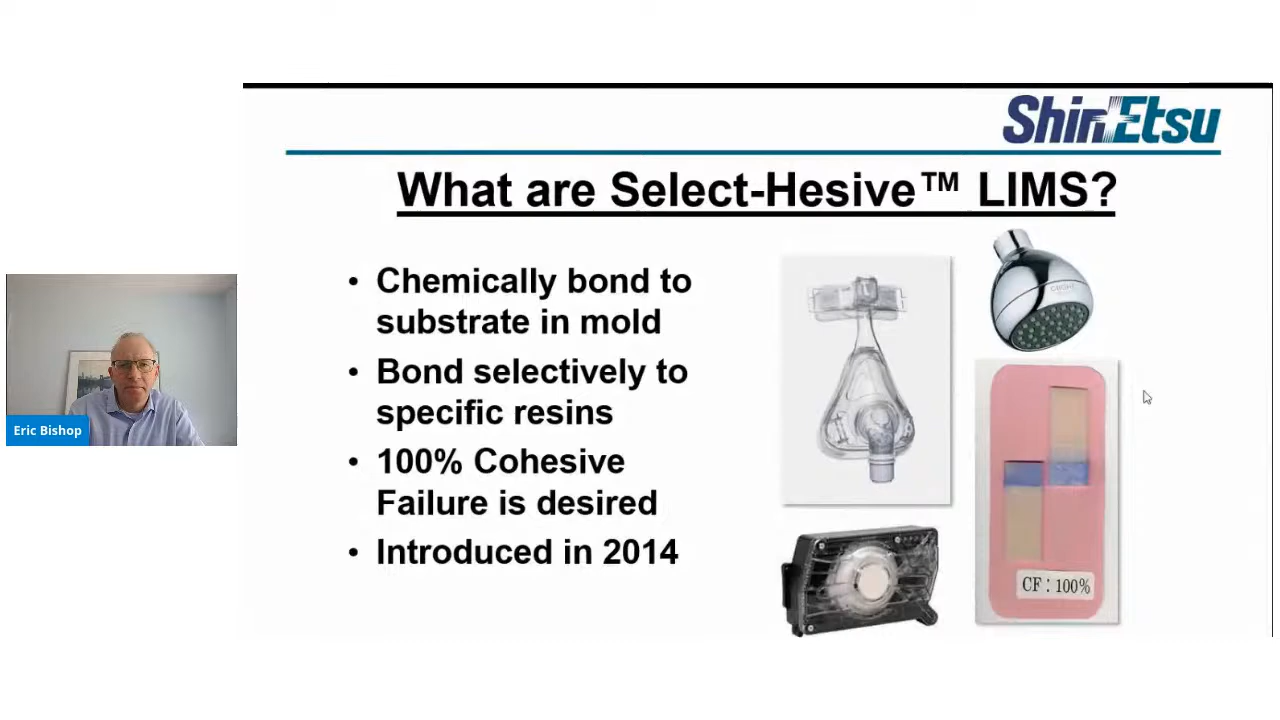 Shin Etsu
What are Select-Hesive™ LIMS?
• Chemically bond to
substrate in mold
• Bond selectively to
specific resins
• 100% Cohesive
Failure is desired
• Introduced in 2014
CF : 100%
Eric Bishop